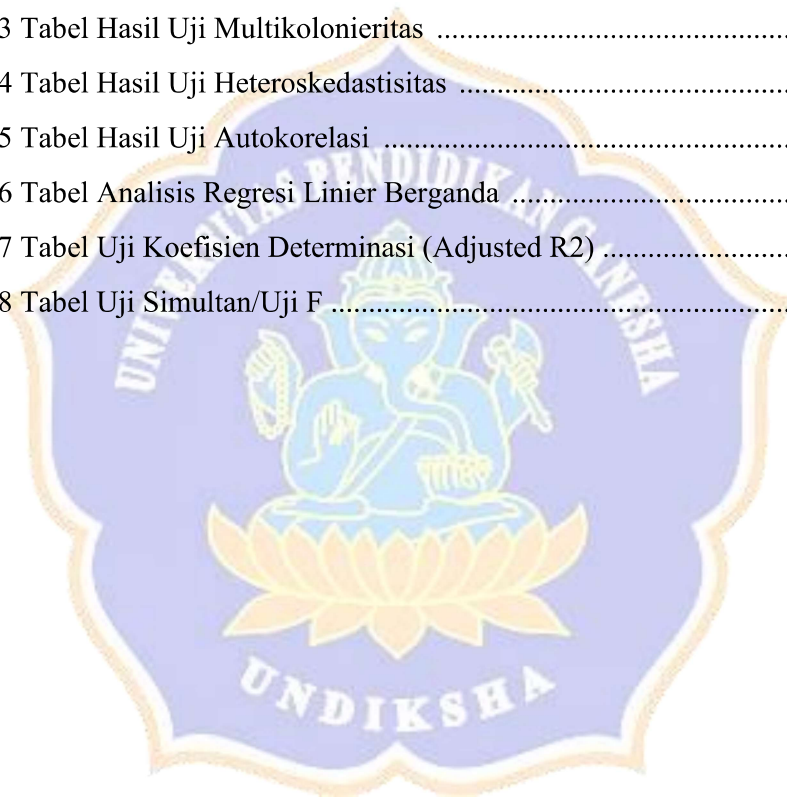 3 Tabel Hasil Uji Multikolonieritas ................................................
4 Tabel Hasil Uji Heteroskedastisitas .............................................
5 Tabel Hasil Uji Autokorelasi .......................................................
6 Tabel Analisis Regresi Linier Berganda ......................................
7 Tabel Uji Koefisien Determinasi (Adjusted R2) .........................
8 Tabel Uji Simultan/Uji F ..............................................................
UNIVERSITAS PENDIDIKAN GANESHA
UNDIKSHA